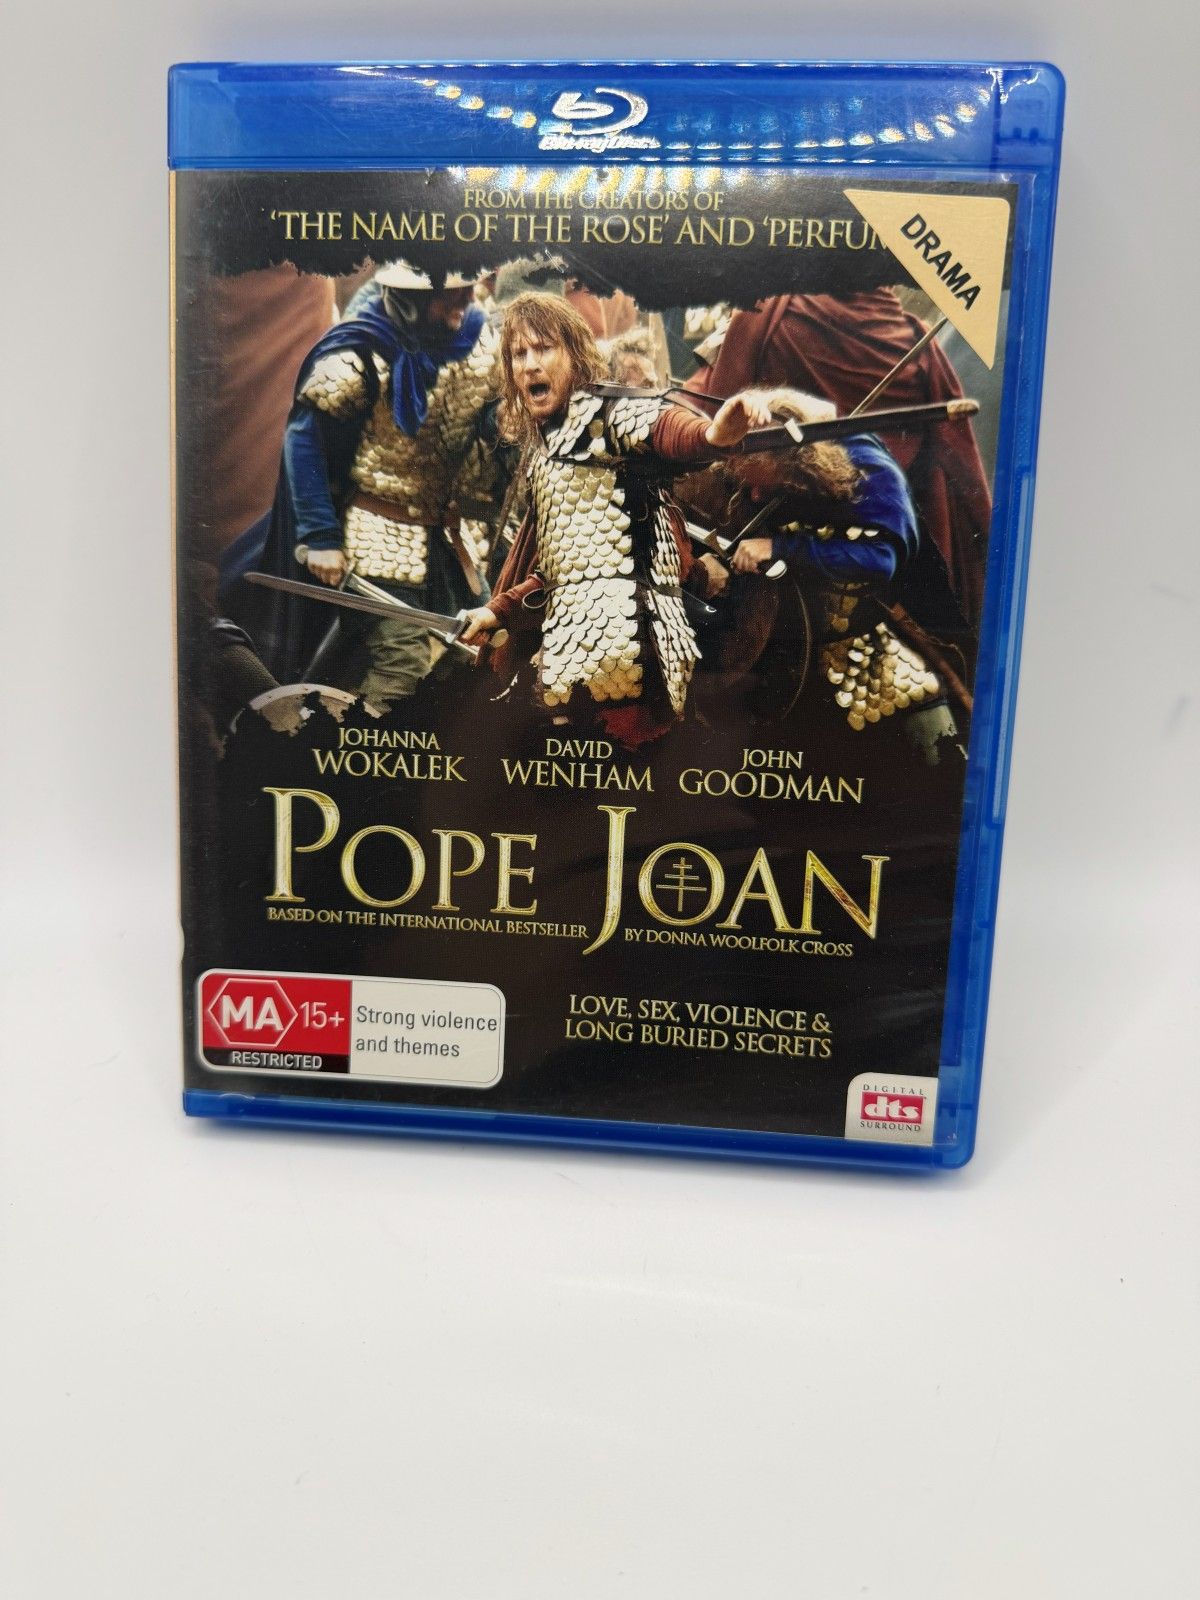 Blu-ray Disc
FROM THE CREATORS OF
'THE NAME OF THE ROSE' AND 'PERFUM
DRAMA
JOHANNA
WOKALEK
DAVID
WENHAM
JOHN
GOODMAN
POPE JOAN
BASED ON THE INTERNATIONAL BESTSELLER BY DONNA WOOLFOLK CROSS
MA 15+
RESTRICTED
Strong violence
and themes
LOVE, SEX, VIOLENCE &
LONG BURIED SECRETS
DIGITAL
dts
SURROUND